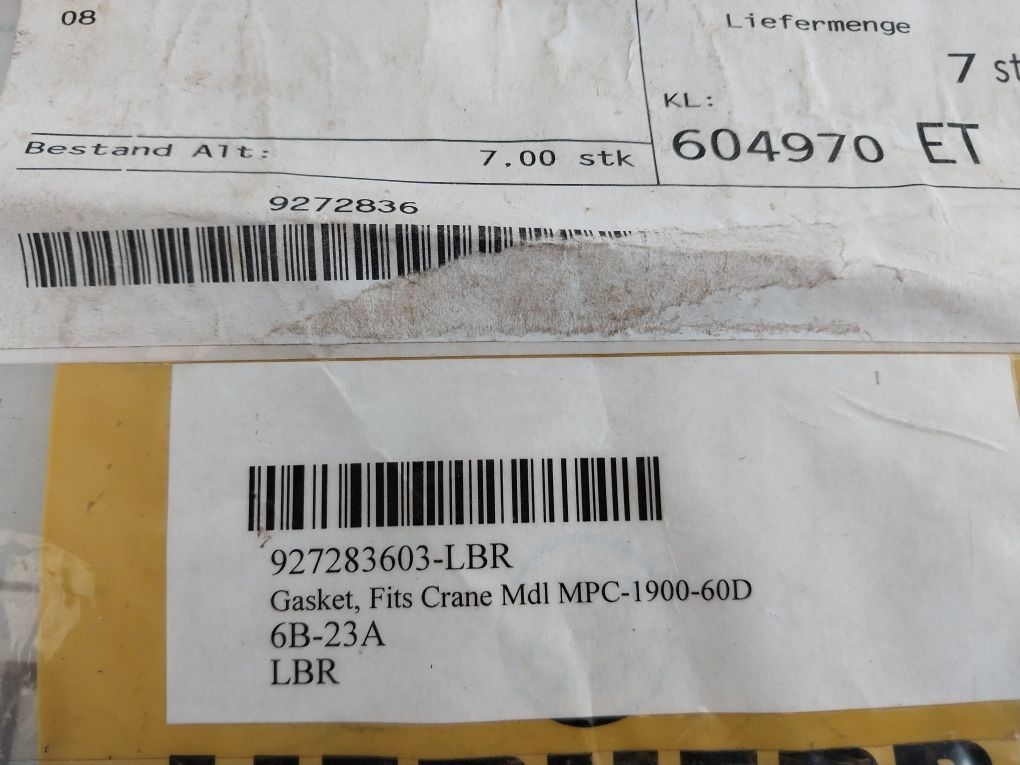 08
Liefermenge
7 st
KL:
604970 ET
Bestand Alt:
7.00 stk
9272836
927283603-LBR
Gasket, Fits Crane Mdl MPC-1900-60D
6B-23A
LBR